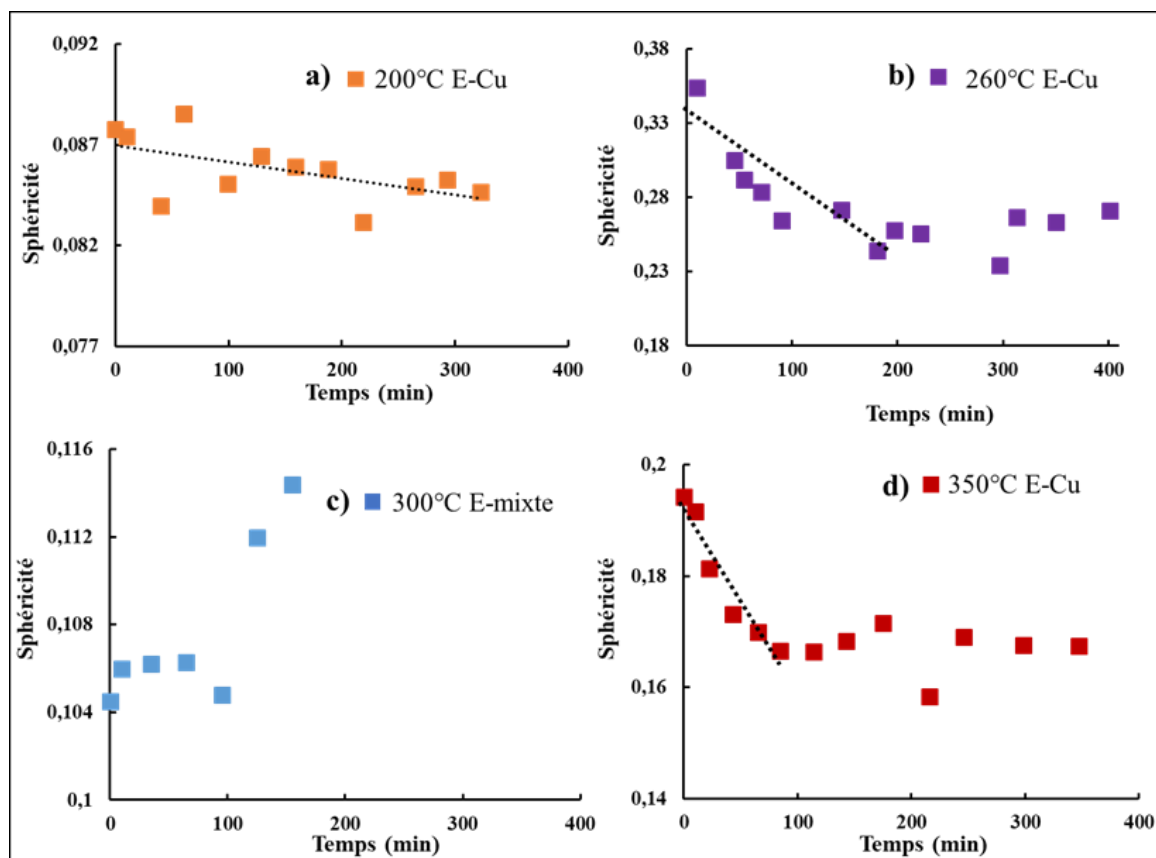 0,092
0,087
0,082
0,077
Sphéricité
a) 200°C E-Cu
0 100 200 300 400
Temps (min)
0,38
0,33
0,28
0,23
0,18
Sphéricité
b) 260°C E-Cu
0 100 200 300 400
Temps (min)
0,116
0,112
0,108
0,104
0,1
Sphéricité
c) 300°C E-mixte
0 100 200 300 400
Temps (min)
0,2
0,18
0,16
0,14
Sphéricité
d) 350°C E-Cu
0 100 200 300 400
Temps (min)